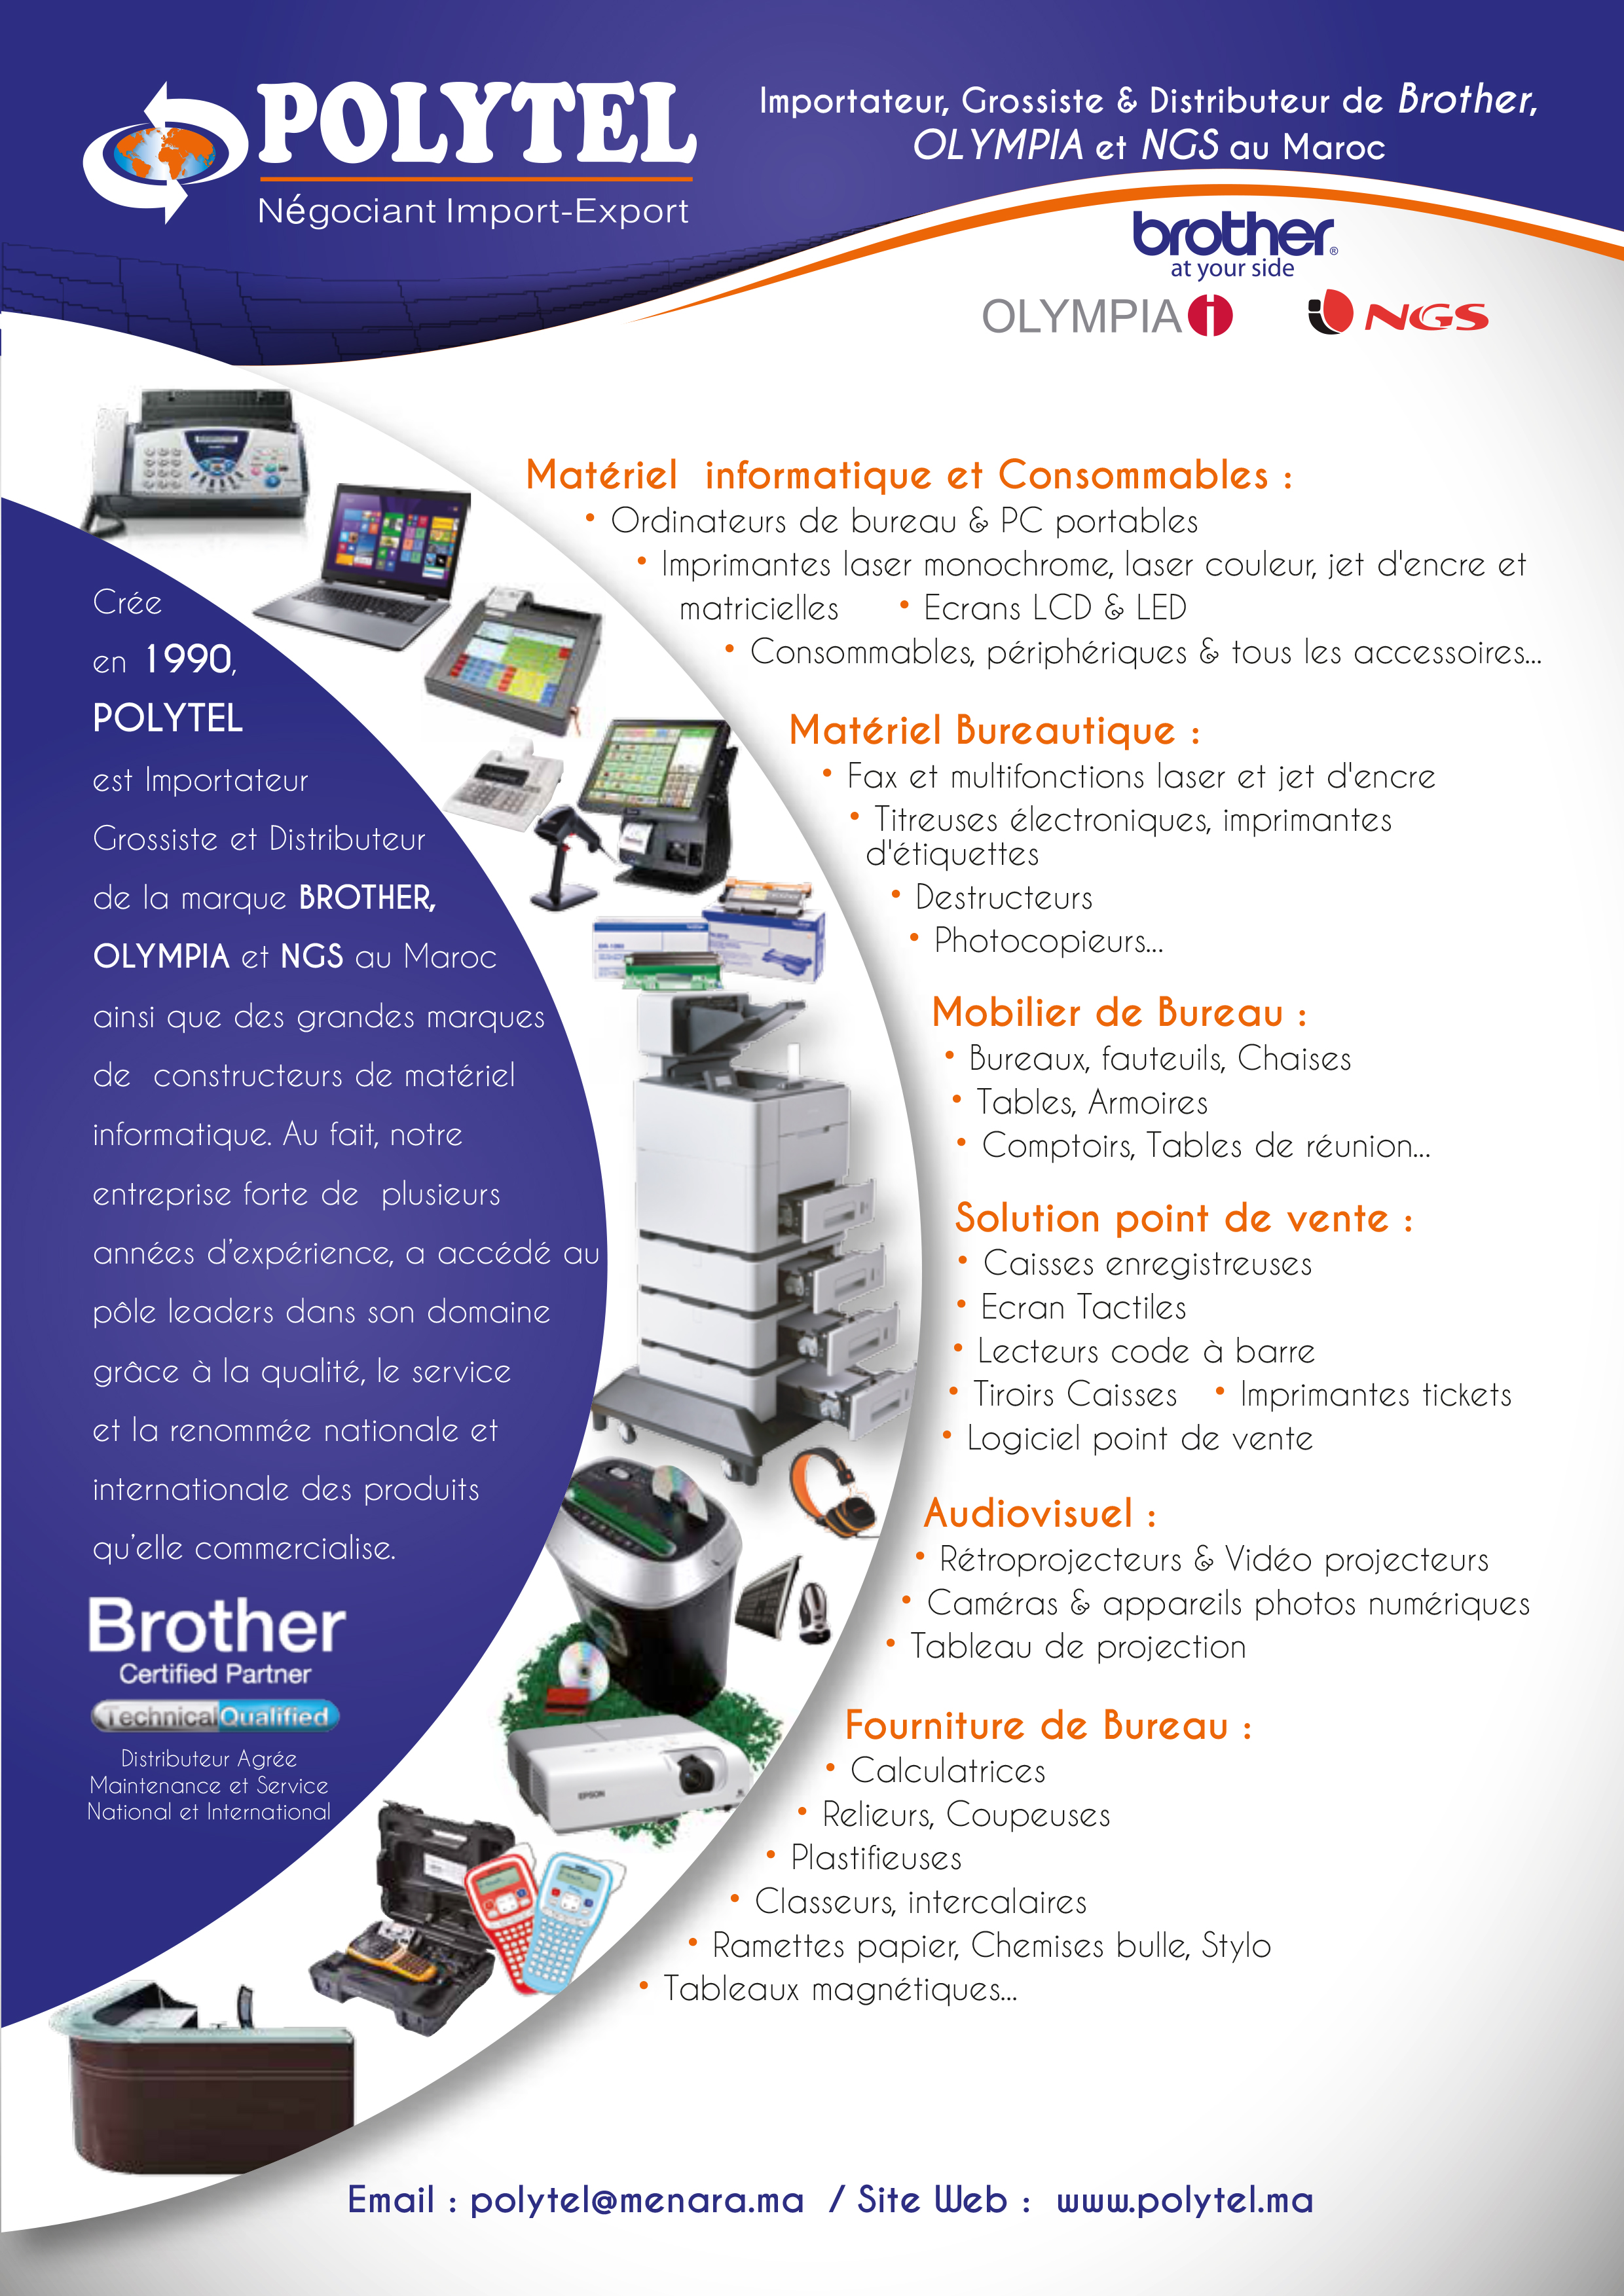 POLYTEL
Négociant Import-Export
Importateur, Grossiste & Distributeur de Brother,
OLYMPIA et NGS au Maroc
brother®
at your side
OLYMPIA
NGS
Crée
en 1990,
POLYTEL
est Importateur
Grossiste et Distributeur
de la marque BROTHER,
OLYMPIA et NGS au Maroc
ainsi que des grandes marques
de constructeurs de matériel
informatique. Au fait, notre
entreprise forte de plusieurs
années d'expérience, a accédé au
pôle leaders dans son domaine
grâce à la qualité, le service
et la renommée nationale et
internationale des produits
qu'elle commercialise.
Brother
Certified Partner
Technical Qualified
Distributeur Agrée
Maintenance et Service
National et International
Matériel informatique et Consommables :
• Ordinateurs de bureau & PC portables
• Imprimantes laser monochrome, laser couleur, jet d'encre et
matricielles • Ecrans LCD & LED
• Consommables, périphériques & tous les accessoires...
Matériel Bureautique :
• Fax et multifonctions laser et jet d'encre
• Titreuses électroniques, imprimantes
d'étiquettes
• Destructeurs
• Photocopieurs...
Mobilier de Bureau :
• Bureaux, fauteuils, Chaises
• Tables, Armoires
• Comptoirs, Tables de réunion...
Solution point de vente :
• Caisses enregistreuses
• Ecran Tactiles
• Lecteurs code à barre
• Tiroirs Caisses • Imprimantes tickets
• Logiciel point de vente
Audiovisuel :
• Rétroprojecteurs & Vidéo projecteurs
• Caméras & appareils photos numériques
• Tableau de projection
EPSON
Fourniture de Bureau :
• Calculatrices
• Relieurs, Coupeuses
• Plastifieuses
• Classeurs, intercalaires
• Ramettes papier, Chemises bulle, Stylo
• Tableaux magnétiques...
Email : polytel@menara.ma / Site Web : www.polytel.ma